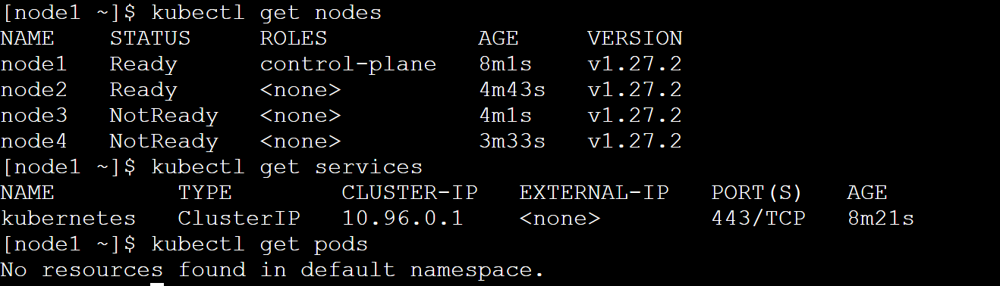 [node1 ~]$ kubectl get nodes
NAME    STATUS     ROLES           AGE     VERSION
node1   Ready      control-plane   8m1s    v1.27.2
node2   Ready      <none>          4m43s   v1.27.2
node3   NotReady   <none>          4m1s    v1.27.2
node4   NotReady   <none>          3m33s   v1.27.2
[node1 ~]$ kubectl get services
NAME         TYPE        CLUSTER-IP   EXTERNAL-IP   PORT(S)   AGE
kubernetes   ClusterIP   10.96.0.1    <none>        443/TCP   8m21s
[node1 ~]$ kubectl get pods
No resources found in default namespace.